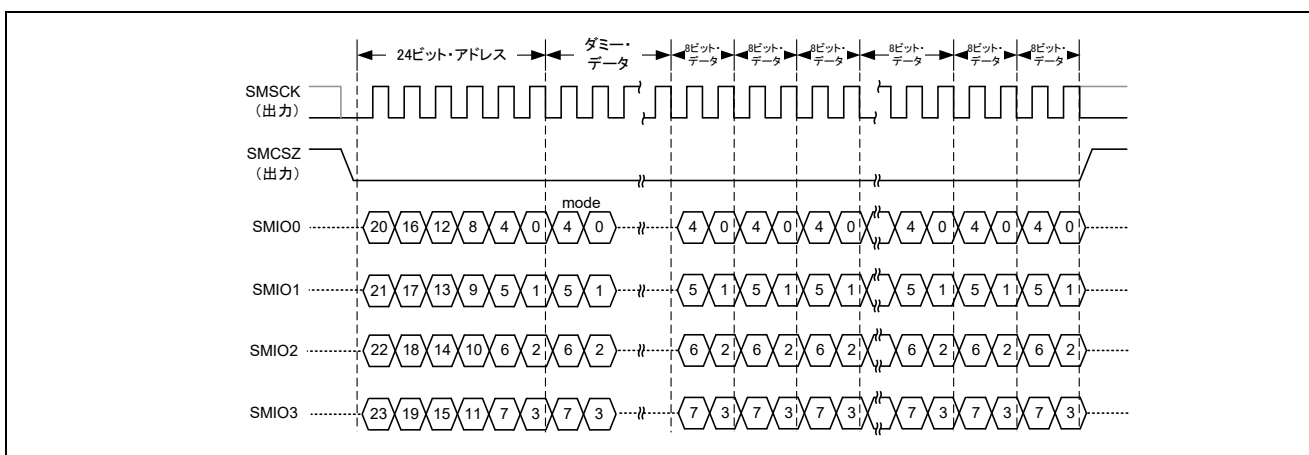 24ビット・アドレス
ダミー・
データ
8ビット・
データ
8ビット・
データ
8ビット・
データ
8ビット・
データ
8ビット・
データ
8ビット・
データ
SMSCK
（出力）
SMCSZ
（出力）
mode
SMIO0 20 16 12 8 4 0 4 0 4 0 4 0 4 0 4 0 4 0 4 0
SMIO1 21 17 13 9 5 1 5 1 5 1 5 1 5 1 5 1 5 1 5 1
SMIO2 22 18 14 10 6 2 6 2 6 2 6 2 6 2 6 2 6 2 6 2
SMIO3 23 19 15 11 7 3 7 3 7 3 7 3 7 3 7 3 7 3 7 3